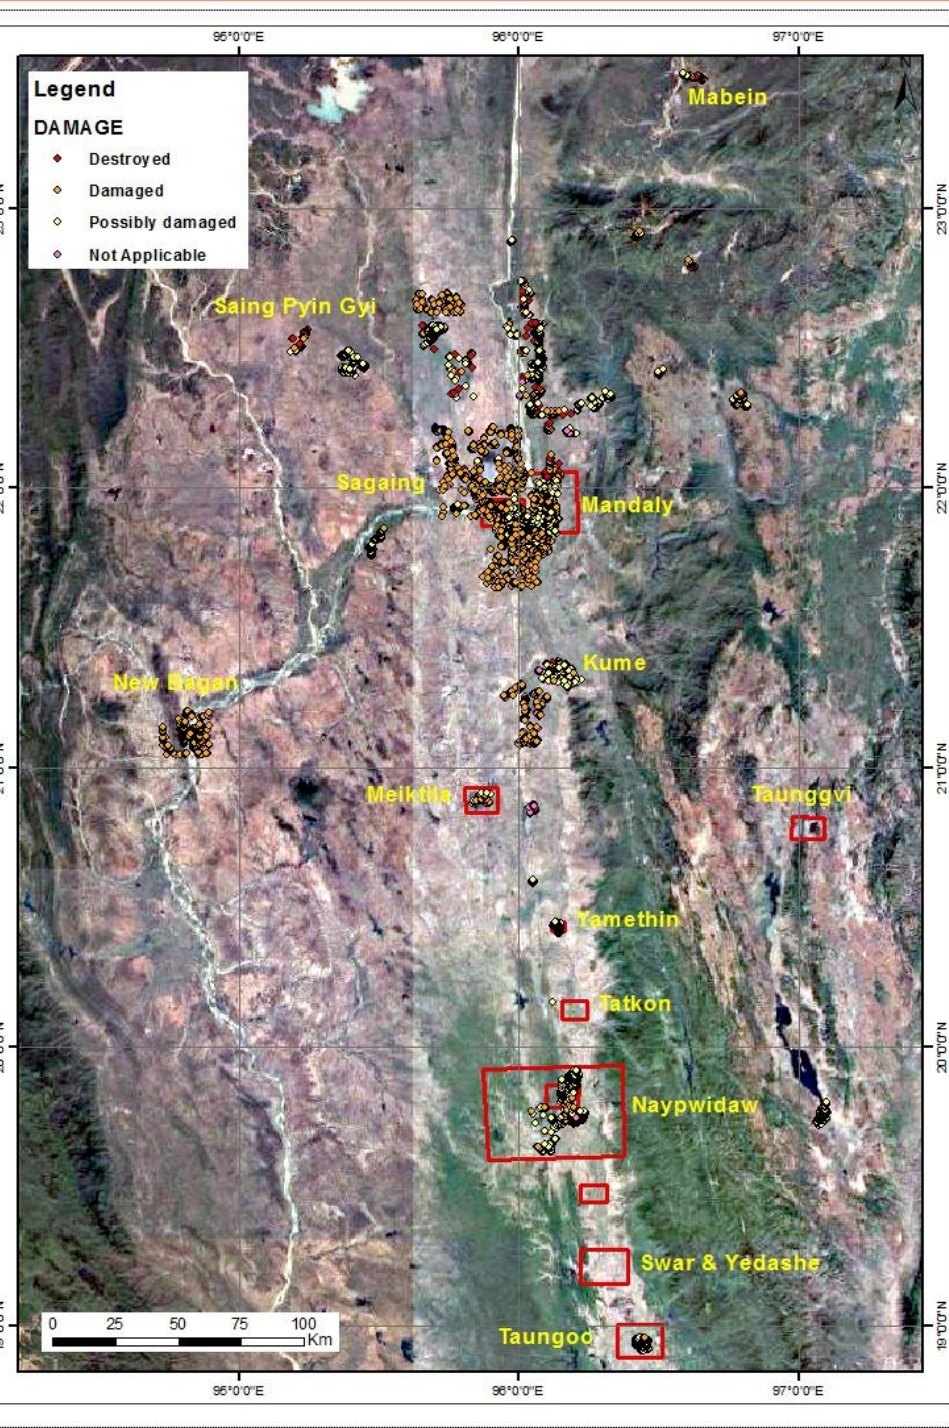 95°0'0"E
96°0'0"E
97°0'0"E
N
Legend
DAMAGE
Destroyed
Damaged
Possibly damaged
Not Applicable
Mabein
23°0'0"N
Saing Pyin Gyi
Sagaing
Mandaly
22°0'0"N
Kume
New Bagan
21°0'0"N
Meiktila
Taunggvi
Yamethin
Tatkon
20°0'0"N
Naypwidaw
Swar & Yedashe
Taungoo
19°0'0"N
0 25 50 75 100
Km
95°0'0"E
96°0'0"E
97°0'0"E